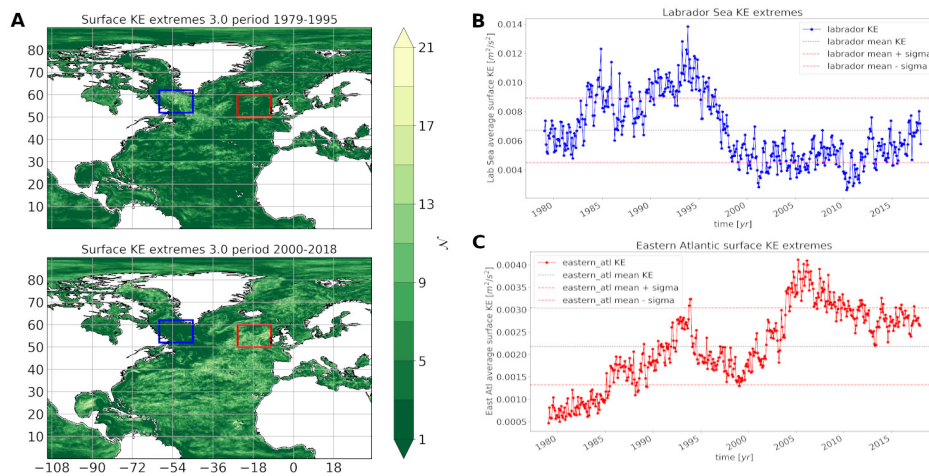 A
Surface KE extremes 3.0 period 1979-1995
80
70
60
50
40
30
20
10
Surface KE extremes 3.0 period 2000-2018
80
70
60
50
40
30
20
10
−108 −90 −72 −54 −36 −18 0 18
21
17
13
9
5
1
𝒩
B
Labrador Sea KE extremes
Lab Sea average surface KE [m²/s²]
0.014
0.012
0.010
0.008
0.006
0.004
labrador KE
labrador mean KE
labrador mean + sigma
labrador mean - sigma
1980 1985 1990 1995 2000 2005 2010 2015
time [yr]
C
Eastern Atlantic surface KE extremes
East Atl average surface KE [m²/s²]
0.0040
0.0035
0.0030
0.0025
0.0020
0.0015
0.0010
0.0005
eastern_atl KE
eastern_atl mean KE
eastern_atl mean + sigma
eastern_atl mean - sigma
1980 1985 1990 1995 2000 2005 2010 2015
time [yr]